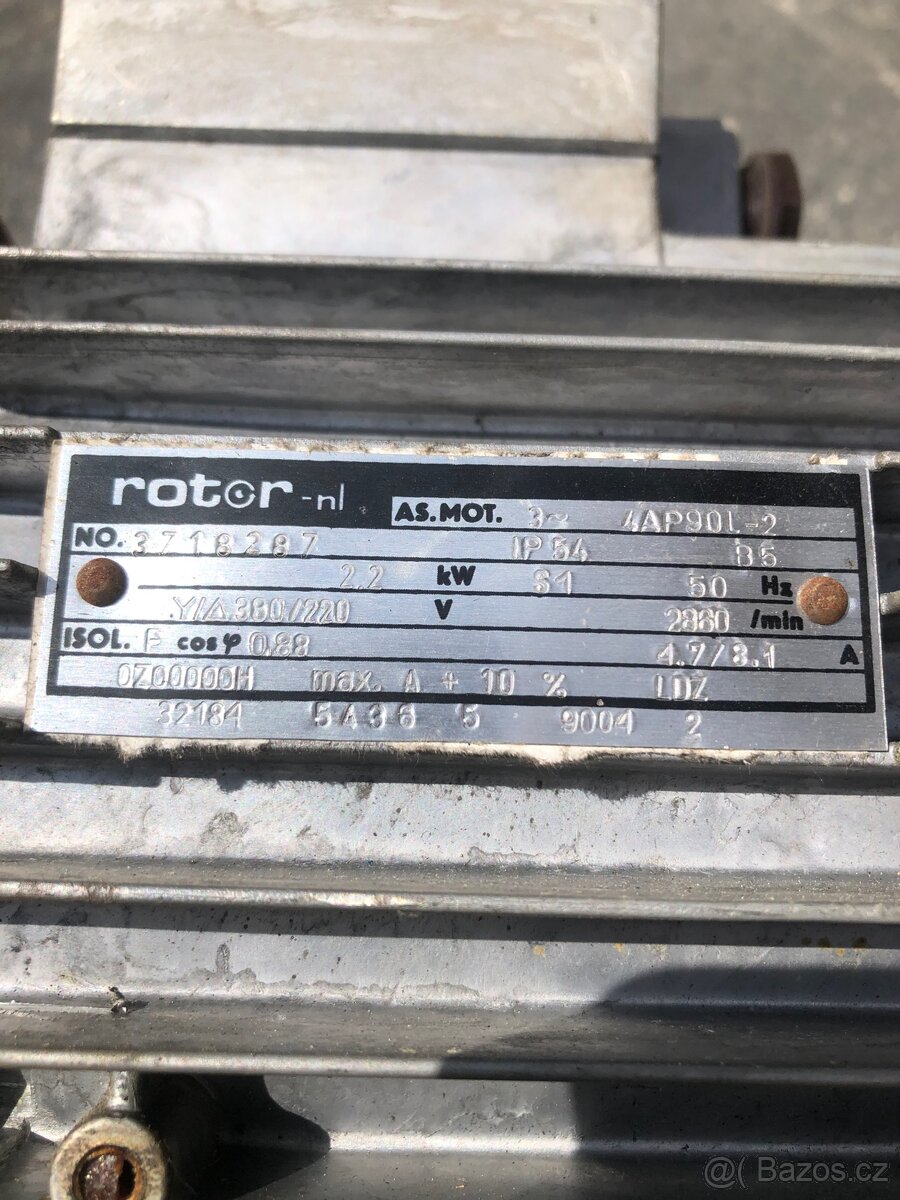 rotor-nl AS.MOT. 3~ 4AP90L-2
NO. 3718287 IP 54 B5
2.2 kW S1 50 Hz
Y/Δ 380/220 V 2860 /min
ISOL. F cos φ 0,88 4.7/8.1 A
0Z00000H max. A + 10 % LDZ
32184 5A36 5 9004 2
@( Bazos.cz